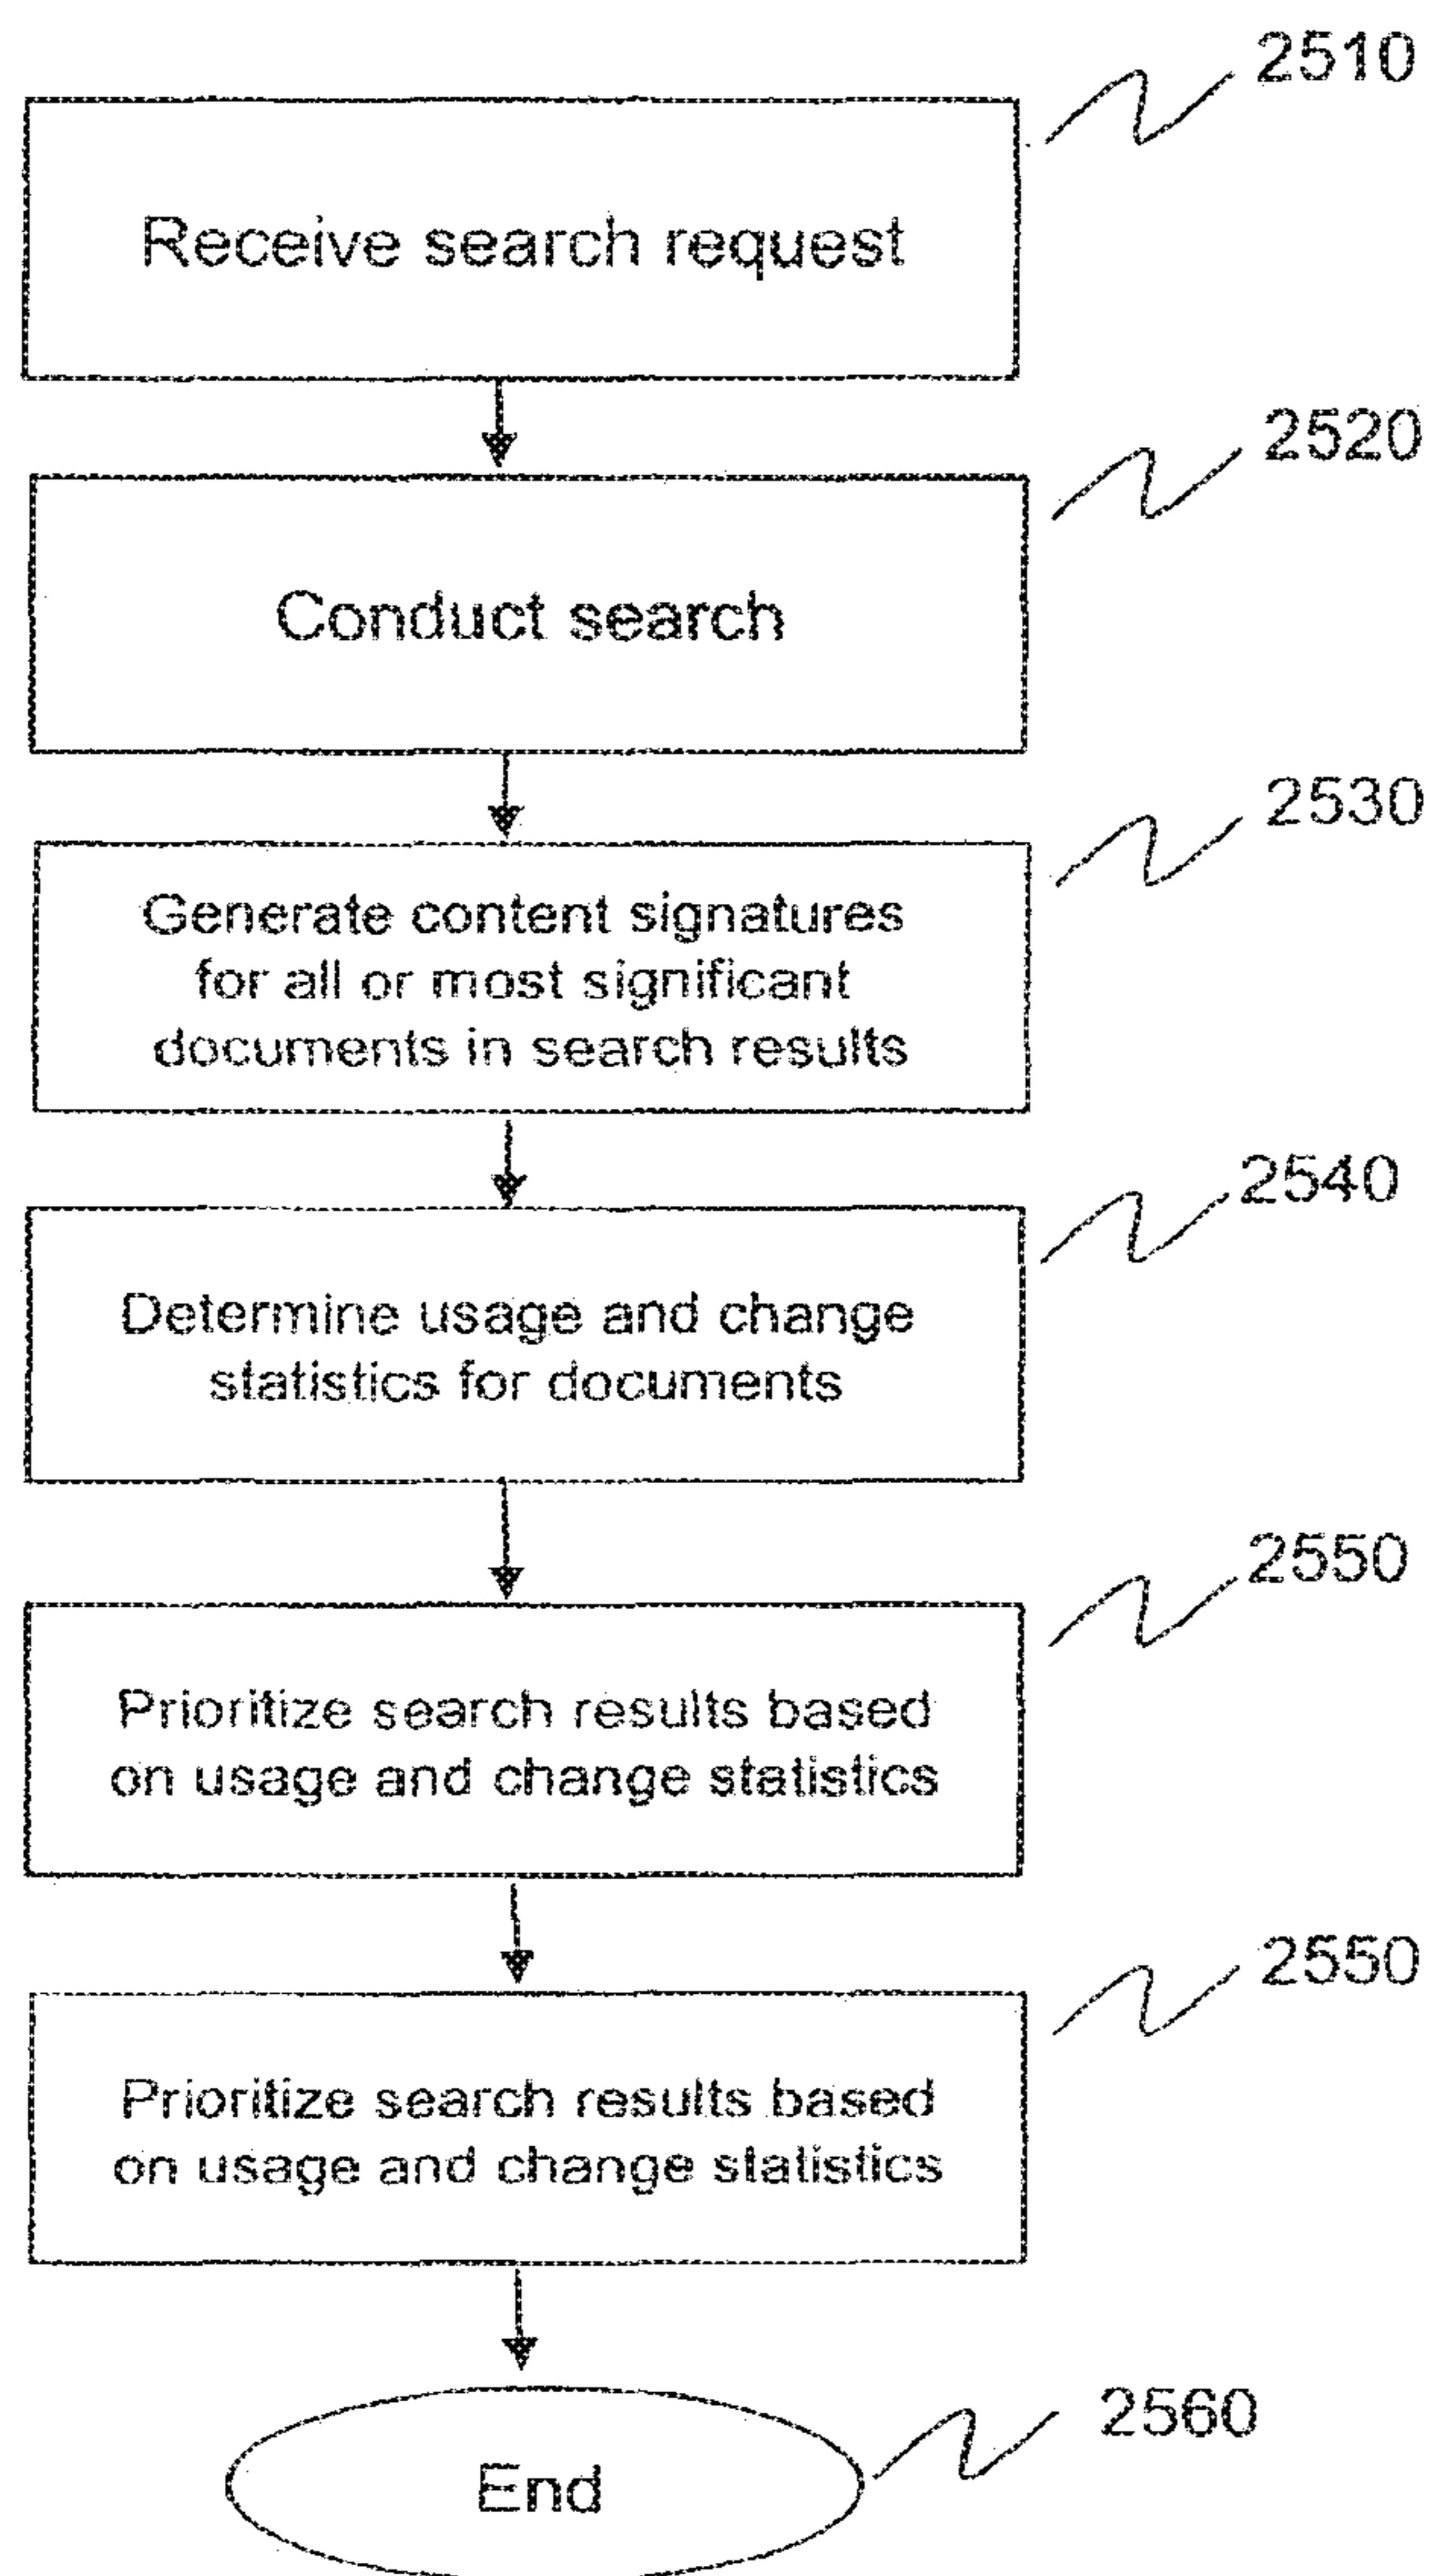 2510
Receive search request
2520
Conduct search
2530
Generate content signatures
for all or most significant
documents in search results
2540
Determine usage and change
statistics for documents
2550
Prioritize search results based
on usage and change statistics
2550
Prioritize search results based
on usage and change statistics
2560
End